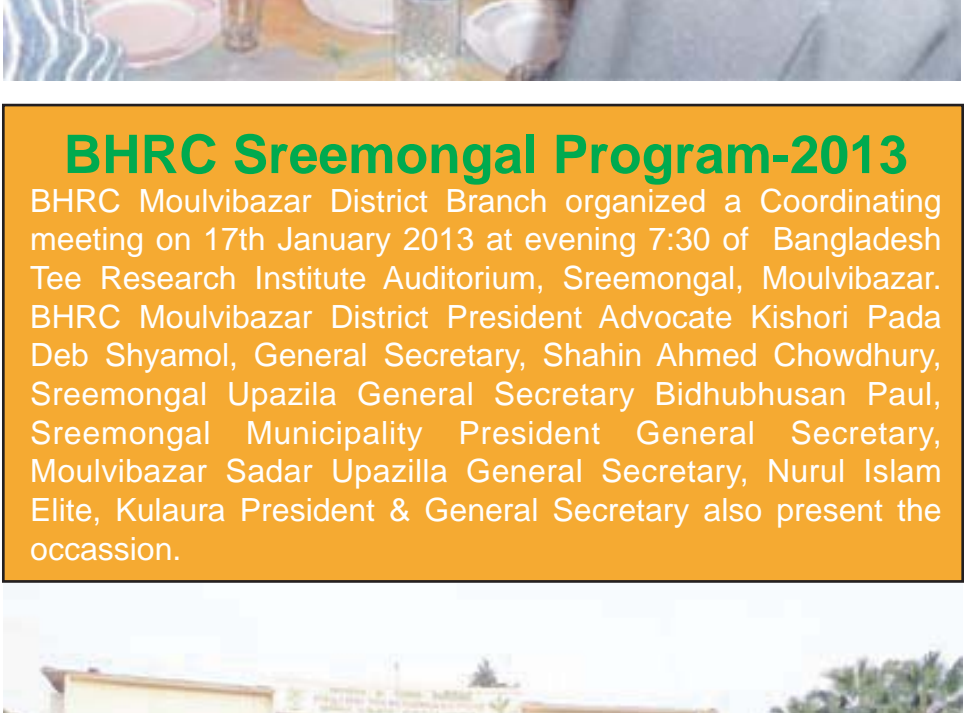 BHRC Sreemongal Program-2013
BHRC Moulvibazar District Branch organized a Coordinating
meeting on 17th January 2013 at evening 7:30 of Bangladesh
Tee Research Institute Auditorium, Sreemongal, Moulvibazar.
BHRC Moulvibazar District President Advocate Kishori Pada
Deb Shyamol, General Secretary, Shahin Ahmed Chowdhury,
Sreemongal Upazila General Secretary Bidhubhusan Paul,
Sreemongal Municipality President General Secretary,
Moulvibazar Sadar Upazilla General Secretary, Nurul Islam
Elite, Kulaura President & General Secretary also present the
occassion.